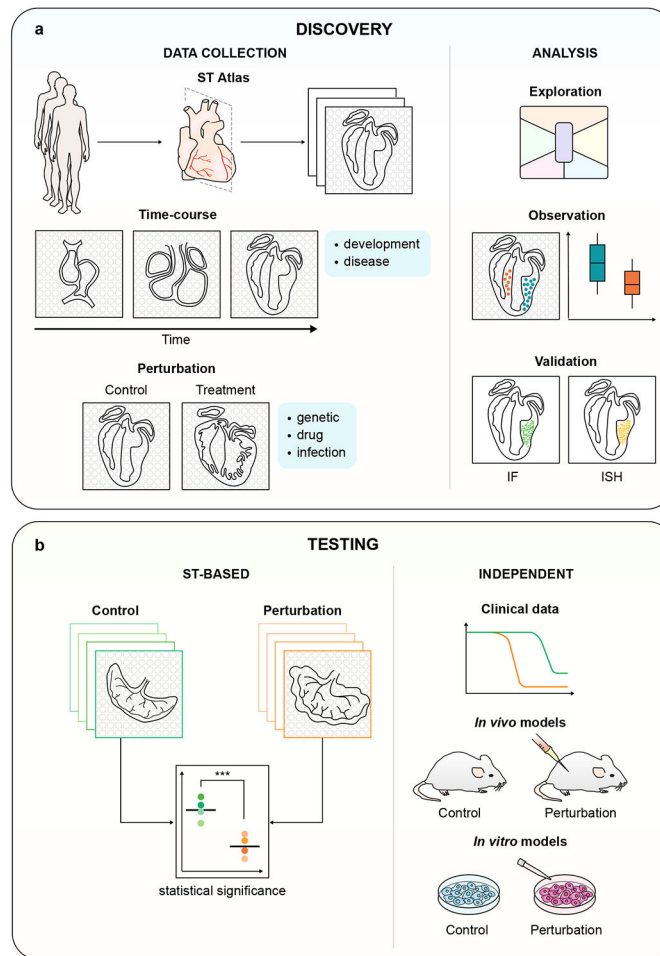 a
DISCOVERY
DATA COLLECTION
ST Atlas
Time-course
• development
• disease
Time
Perturbation
Control
Treatment
• genetic
• drug
• infection
ANALYSIS
Exploration
Observation
Validation
IF
ISH
b
TESTING
ST-BASED
Control
Perturbation
***
statistical significance
INDEPENDENT
Clinical data
In vivo models
Control
Perturbation
In vitro models
Control
Perturbation